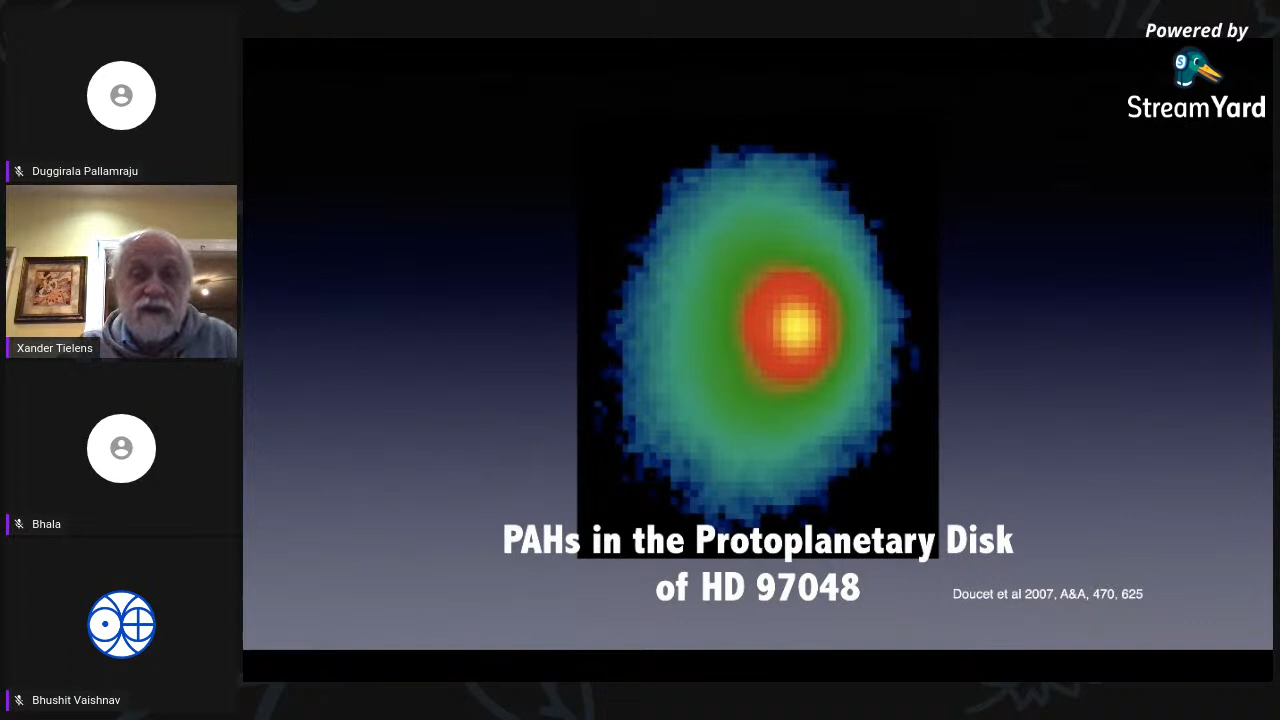 Powered by
StreamYard
Duggirala Pallamraju
Xander Tielens
Bhala
Bhushit Vaishnav
PAHs in the Protoplanetary Disk
of HD 97048
Doucet et al 2007, A&A, 470, 625